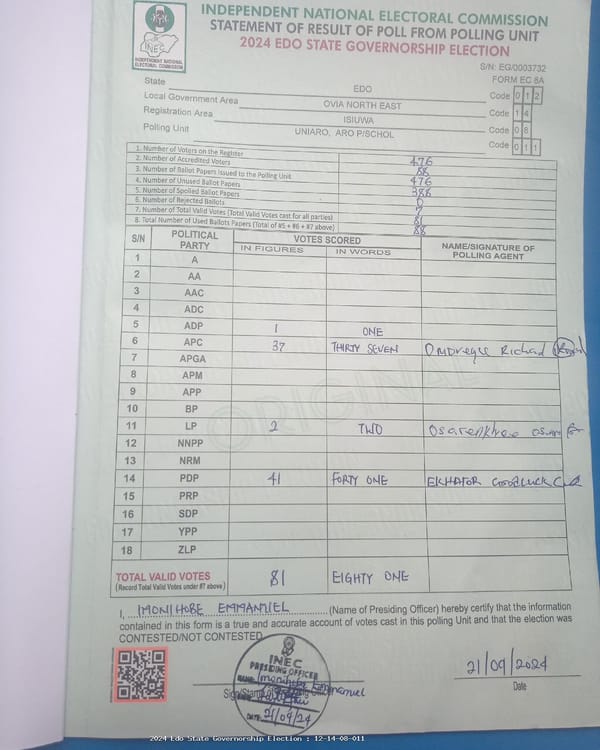 INDEPENDENT NATIONAL ELECTORAL COMMISSION
STATEMENT OF RESULT OF POLL FROM POLLING UNIT
2024 EDO STATE GOVERNORSHIP ELECTION
INEC
INDEPENDENT NATIONAL ELECTORAL COMMISSION
S/N: EG/0003732
FORM EC 8A
State EDO Code 0 1 2
Local Government Area OVIA NORTH EAST Code 1 4
Registration Area ISIUWA Code 0 8
Polling Unit UNIARO, ARO P/SCHOL Code 0 1 1
1. Number of Voters on the Register 476
2. Number of Accredited Voters 88
3. Number of Ballot Papers Issued to the Polling Unit 476
4. Number of Unused Ballot Papers 386
5. Number of Spoiled Ballot Papers 0
6. Number of Rejected Ballots
7. Number of Total Valid Votes (Total Valid Votes cast for all parties) 81
8. Total Number of Used Ballots Papers (Total of #5 + #6 + #7 above) 88
S/N POLITICAL PARTY VOTES SCORED NAME/SIGNATURE OF POLLING AGENT
IN FIGURES IN WORDS
1 A
2 AA
3 AAC
4 ADC
5 ADP 1 ONE
6 APC 37 THIRTY SEVEN Richard
7 APGA
8 APM
9 APP
10 BP
11 LP 2 TWO
12 NNPP
13 NRM
14 PDP 41 FORTY ONE EKHATOR GOODLUCK
15 PRP
16 SDP
17 YPP
18 ZLP
ORIGINAL
TOTAL VALID VOTES 81 EIGHTY ONE
(Record Total Valid Votes under #7 above)
I, IMONIHOBE EMMANUEL (Name of Presiding Officer) hereby certify that the information
contained in this form is a true and accurate account of votes cast in this polling Unit and that the election was
CONTESTED/NOT CONTESTED.
INEC
PRESIDING OFFICER
NAME: Emmanuel
DATE: 21/09/24
21/09/2024
Date
2024 Edo State Governorship Election : 12-14-08-011